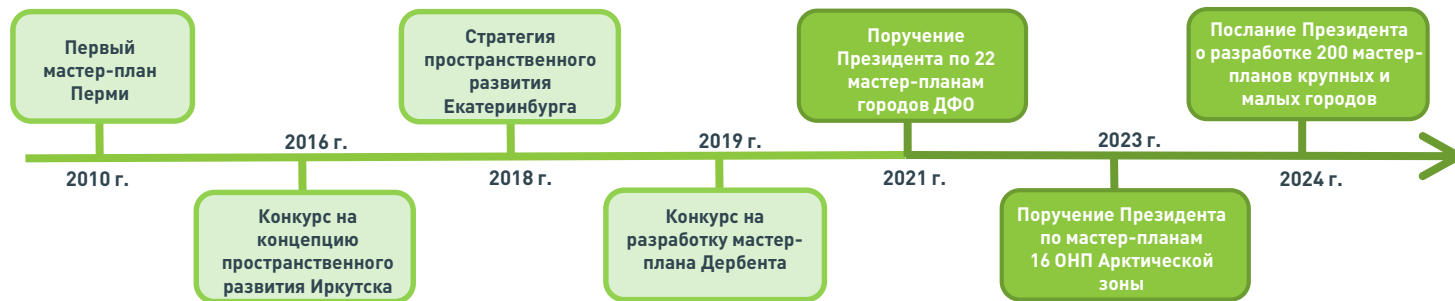 Первый
мастер-план
Перми
2010 г.
2016 г.
Конкурс на
концепцию
пространственного
развития Иркутска
Стратегия
пространственного
развития
Екатеринбурга
2018 г.
2019 г.
Конкурс на
разработку мастер-
плана Дербента
Поручение
Президента по 22
мастер-планам
городов ДФО
2021 г.
2023 г.
Поручение Президента
по мастер-планам
16 ОНП Арктической
зоны
Послание Президента
о разработке 200 мастер-
планов крупных и
малых городов
2024 г.